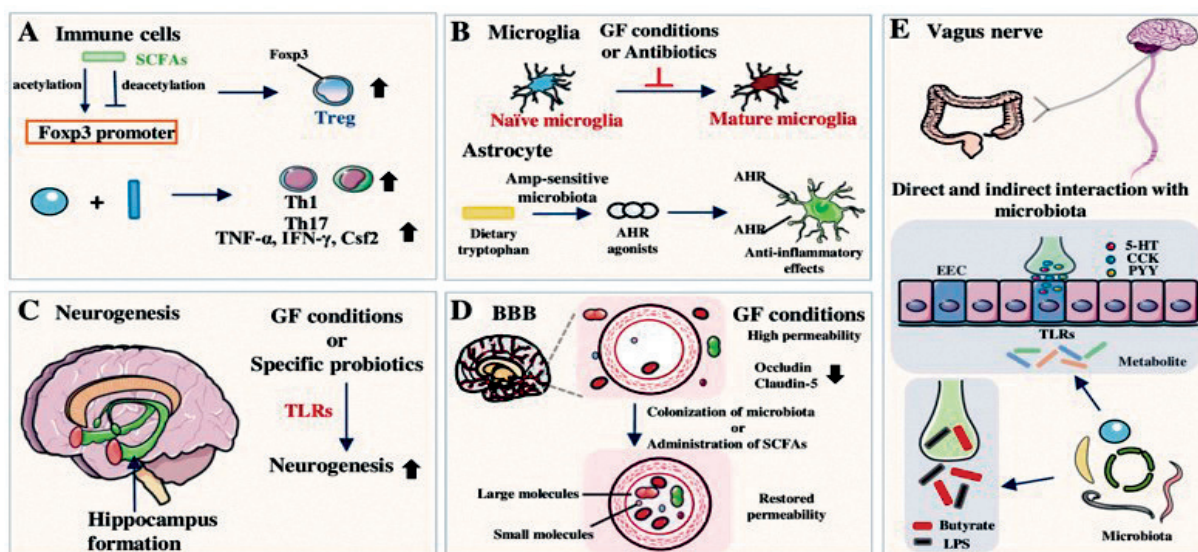 A Immune cells
SCFAs
acetylation
deacetylation
Foxp3 promoter
Foxp3
Treg
+
Th1
Th17
TNF-α, IFN-γ, Csf2
B Microglia
GF conditions
or Antibiotics
Naïve microglia
Mature microglia
Astrocyte
Amp-sensitive
microbiota
Dietary
tryptophan
AHR
agonists
AHR
AHR
Anti-inflammatory
effects
C Neurogenesis
GF conditions
or
Specific probiotics
TLRs
Neurogenesis
Hippocampus
formation
D BBB
GF conditions
High permeability
Occludin
Claudin-5
Colonization of microbiota
or
Administration of SCFAs
Large molecules
Small molecules
Restored
permeability
E Vagus nerve
Direct and indirect interaction with
microbiota
5-HT
CCK
PYY
EEC
TLRs
Metabolite
Butyrate
LPS
Microbiota